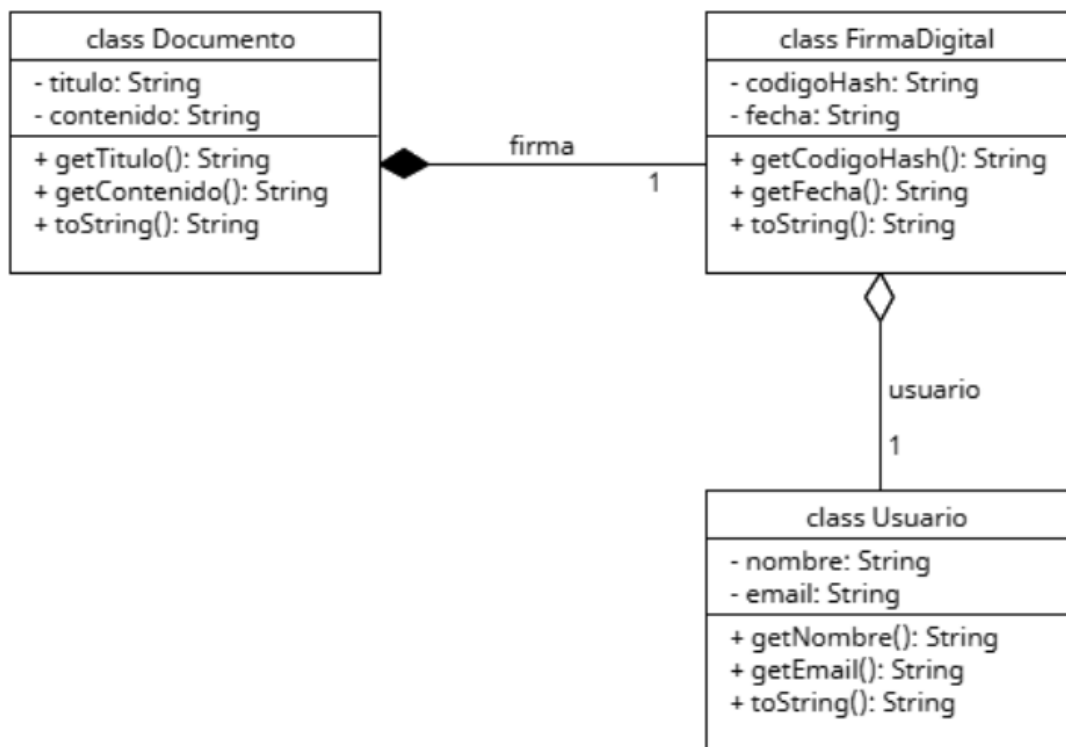 class Documento
- titulo: String
- contenido: String
+ getTitulo(): String
+ getContenido(): String
+ toString(): String
firma
1
class FirmaDigital
- codigoHash: String
- fecha: String
+ getCodigoHash(): String
+ getFecha(): String
+ toString(): String
usuario
1
class Usuario
- nombre: String
- email: String
+ getNombre(): String
+ getEmail(): String
+ toString(): String